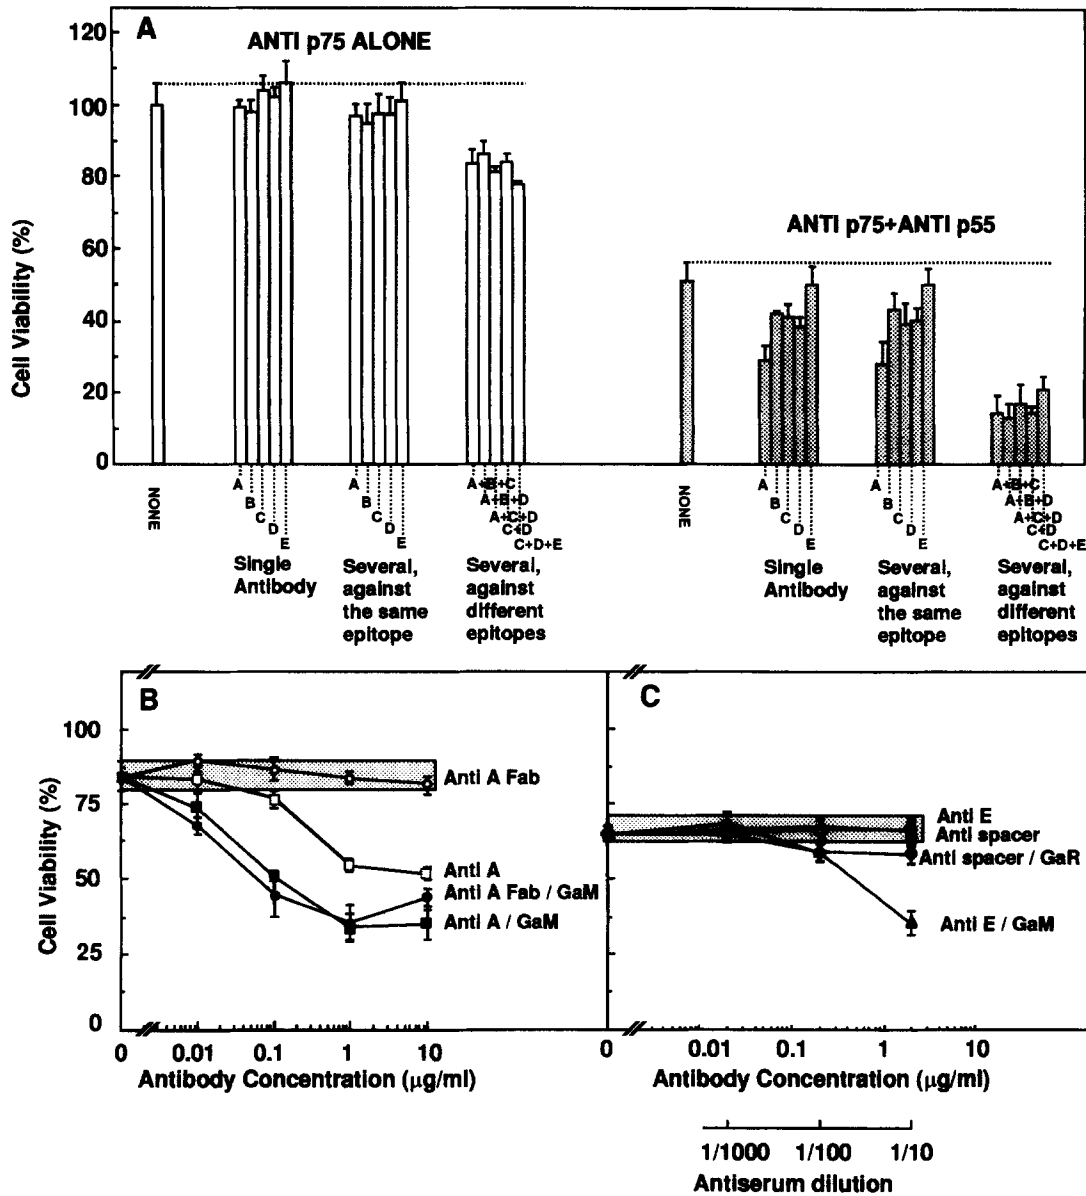 A
ANTI p75 ALONE
ANTI p75+ANTI p55
Cell Viability (%)
120
100
80
60
40
20
0
NONE
A
B
C
D
E
Single
Antibody
A
B
C
D
E
Several,
against
the same
epitope
A+B+C
A+B+D
A+C+D
C+D
C+D+E
Several,
against
different
epitopes
NONE
A
B
C
D
E
Single
Antibody
A
B
C
D
E
Several,
against
the same
epitope
A+B+C
A+B+D
A+C+D
C+D
C+D+E
Several,
against
different
epitopes
B
Cell Viability (%)
100
75
50
25
0
Anti A Fab
Anti A
Anti A Fab / GaM
Anti A / GaM
0 0.01 0.1 1 10
Antibody Concentration (μg/ml)
C
Anti E
Anti spacer
Anti spacer / GaR
Anti E / GaM
0 0.01 0.1 1 10
Antibody Concentration (μg/ml)
1/1000 1/100 1/10
Antiserum dilution